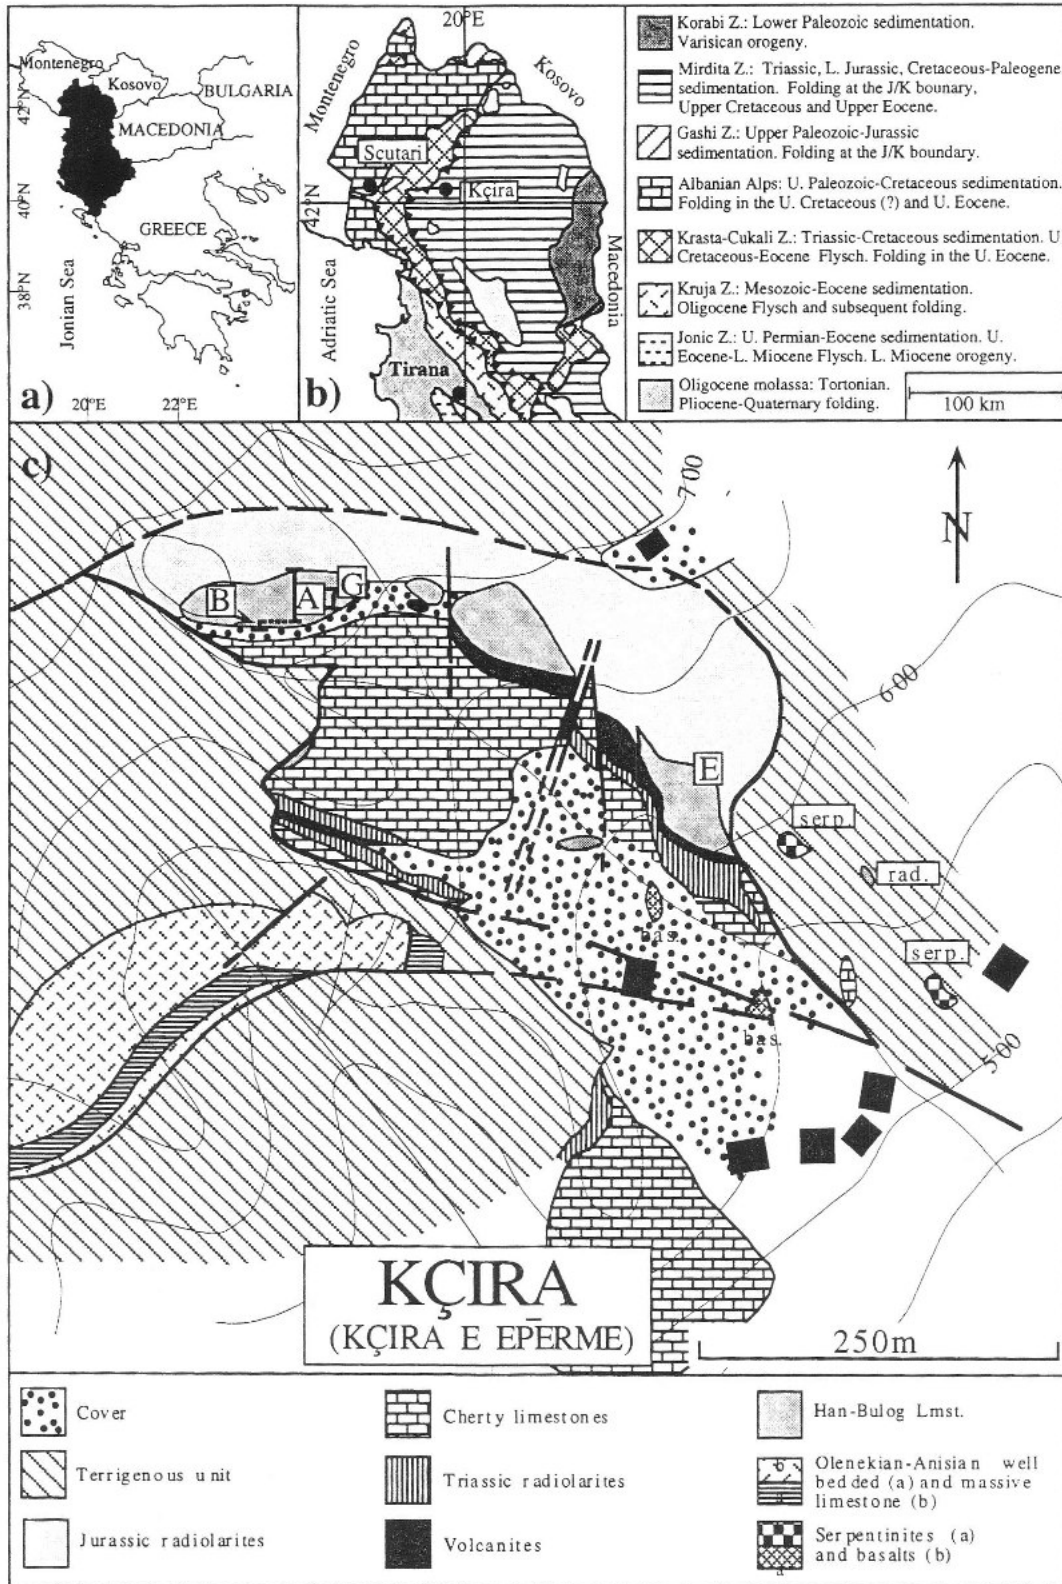 Montenegro
Kosovo
BULGARIA
MACEDONIA
GREECE
Jonian Sea
42°N
40°N
38°N
20°E
22°E
a)
20°E
Montenegro
Kosovo
Scutari
Kçira
42°N
Macedonia
Adriatic Sea
Tirana
b)
Korabi Z.: Lower Paleozoic sedimentation.
Varisican orogeny.
Mirdita Z.: Triassic, L. Jurassic, Cretaceous-Paleogene
sedimentation. Folding at the J/K bounary,
Upper Cretaceous and Upper Eocene.
Gashi Z.: Upper Paleozoic-Jurassic
sedimentation. Folding at the J/K boundary.
Albanian Alps: U. Paleozoic-Cretaceous sedimentation.
Folding in the U. Cretaceous (?) and U. Eocene.
Krasta-Cukali Z.: Triassic-Cretaceous sedimentation. U
Cretaceous-Eocene Flysch. Folding in the U. Eocene.
Kruja Z.: Mesozoic-Eocene sedimentation.
Oligocene Flysch and subsequent folding.
Jonic Z.: U. Permian-Eocene sedimentation. U.
Eocene-L. Miocene Flysch. L. Miocene orogeny.
Oligocene molassa: Tortonian.
Pliocene-Quaternary folding.
100 km
c)
700
N
B
A
G
600
E
serp.
rad.
bas.
serp.
bas.
500
KÇIRA
(KÇIRA E EPĒRME)
250m
Cover
Terrigenous unit
Jurassic radiolarites
Cherty limestones
Triassic radiolarites
Volcanites
Han-Bulog Lmst.
b
a
Olenekian-Anisian well
bedded (a) and massive
limestone (b)
Serpentinites (a)
and basalts (b)
a